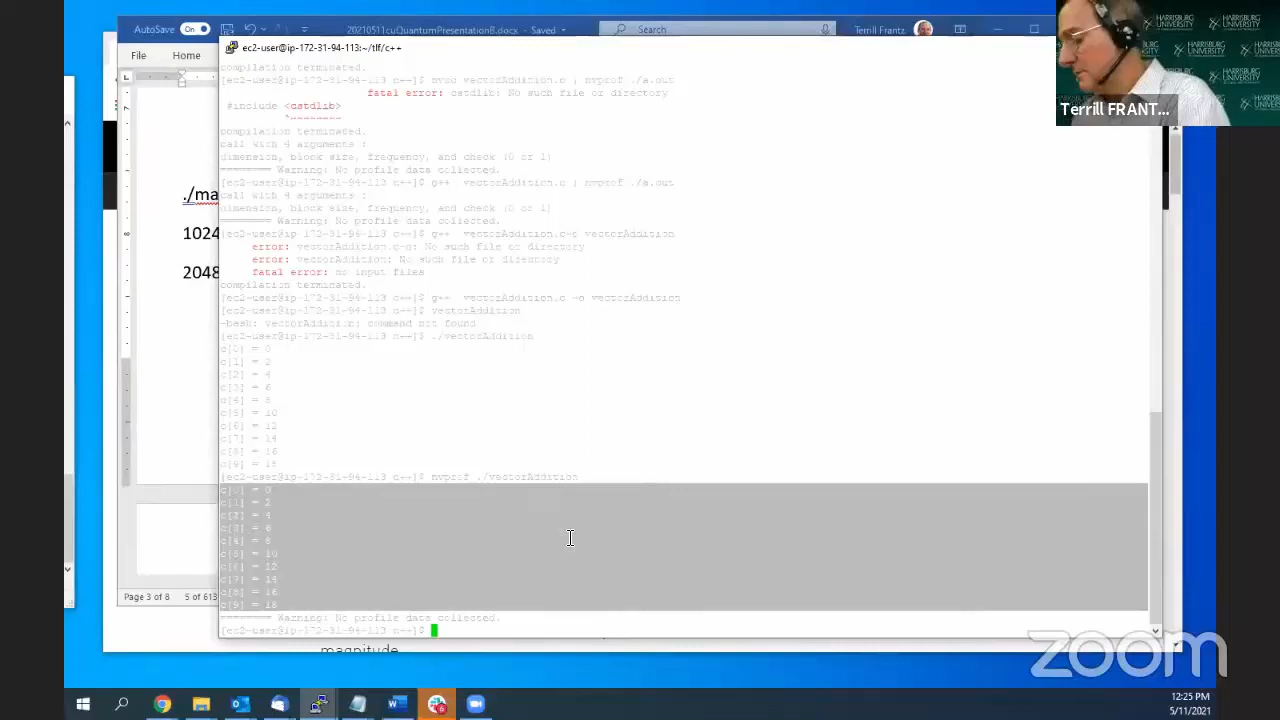 AutoSave On 20210511cuQuantumPresentationB.docx - Saved Search Terrill Frantz
File Home
ec2-user@ip-172-31-94-113:~/tlf/c++
compilation terminated.
[ec2-user@ip-172-31-94-113 c++]$ nvcc vectorAddition.c ; nvprof ./a.out
fatal error: cstdlib: No such file or directory
#include <cstdlib>
^~~~~~~~~
compilation terminated.
call with 4 arguments :
dimension, block size, frequency, and check (0 or 1)
======== Warning: No profile data collected.
[ec2-user@ip-172-31-94-113 c++]$ g++ vectorAddition.c ; nvprof ./a.out
call with 4 arguments :
dimension, block size, frequency, and check (0 or 1)
======== Warning: No profile data collected.
[ec2-user@ip-172-31-94-113 c++]$ g++ vectorAddition.c-o vectorAddition
error: vectorAddition.c-o: No such file or directory
error: vectorAddition: No such file or directory
fatal error: no input files
compilation terminated.
[ec2-user@ip-172-31-94-113 c++]$ g++ vectorAddition.c -o vectorAddition
[ec2-user@ip-172-31-94-113 c++]$ vectorAddition
-bash: vectorAddition: command not found
[ec2-user@ip-172-31-94-113 c++]$ ./vectorAddition
c[0] = 0
c[1] = 2
c[2] = 4
c[3] = 6
c[4] = 8
c[5] = 10
c[6] = 12
c[7] = 14
c[8] = 16
c[9] = 18
[ec2-user@ip-172-31-94-113 c++]$ nvprof ./vectorAddition
c[0] = 0
c[1] = 2
c[2] = 4
c[3] = 6
c[4] = 8
c[5] = 10
c[6] = 12
c[7] = 14
c[8] = 16
c[9] = 18
======== Warning: No profile data collected.
[ec2-user@ip-172-31-94-113 c++]$
./ma
1024
2048
Page 3 of 8 5 of 613
magnitude
HARRISBURG UNIVERSITY
Terrill FRANT...
zoom
12:25 PM
5/11/2021